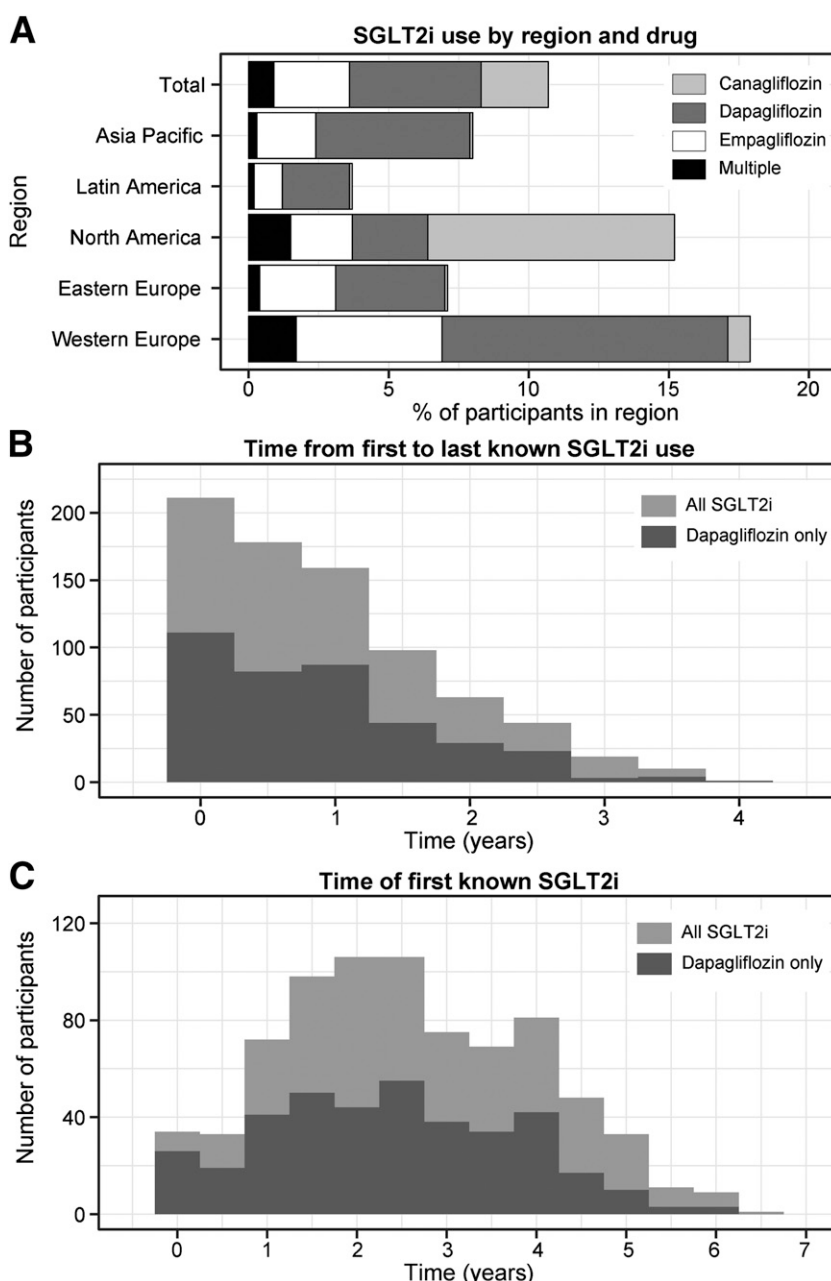 A
SGLT2i use by region and drug
Region
Total
Asia Pacific
Latin America
North America
Eastern Europe
Western Europe
Canagliflozin
Dapagliflozin
Empagliflozin
Multiple
0 5 10 15 20
% of participants in region
B
Time from first to last known SGLT2i use
Number of participants
200
150
100
50
0
All SGLT2i
Dapagliflozin only
0 1 2 3 4
Time (years)
C
Time of first known SGLT2i
Number of participants
120
80
40
0
All SGLT2i
Dapagliflozin only
0 1 2 3 4 5 6 7
Time (years)